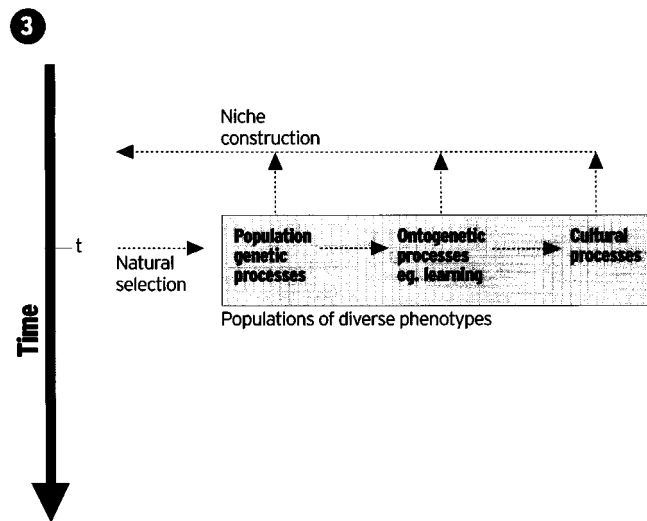 3
Niche
construction
t
Natural
selection
Population
genetic
processes
Ontogenetic
processes
eg. learning
Cultural
processes
Populations of diverse phenotypes
Time